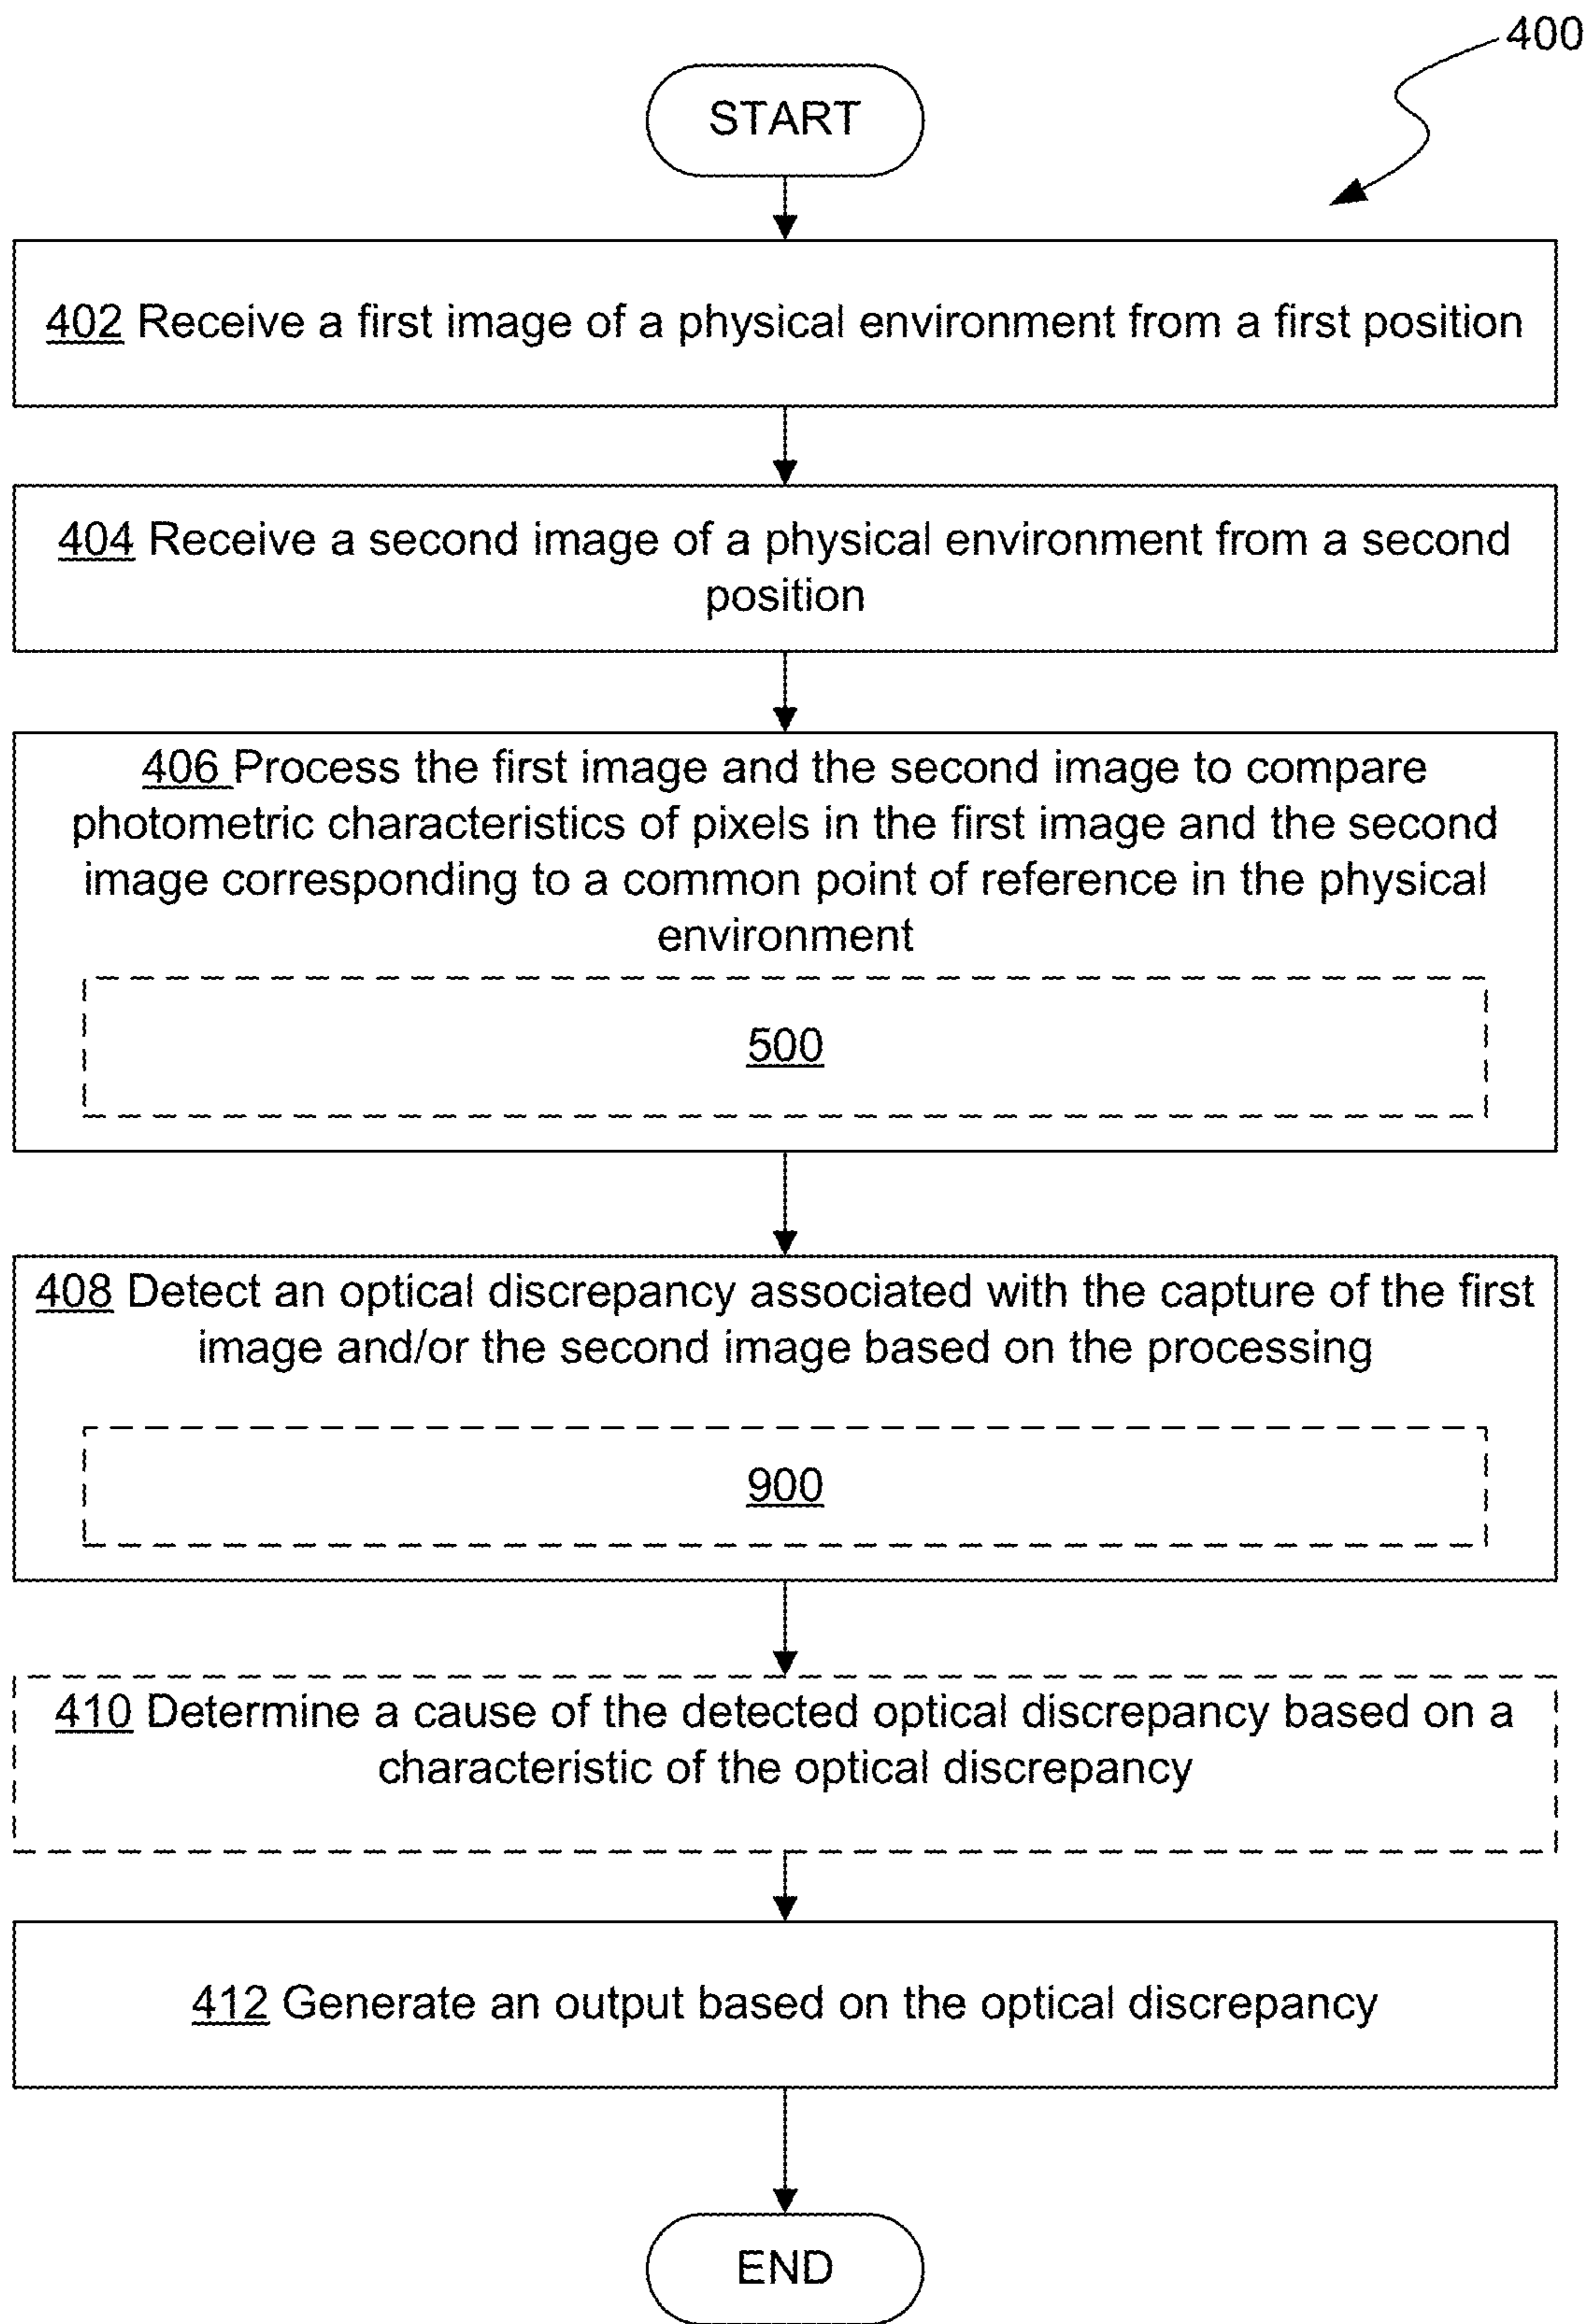 400
START
402 Receive a first image of a physical environment from a first position
404 Receive a second image of a physical environment from a second
position
406 Process the first image and the second image to compare
photometric characteristics of pixels in the first image and the second
image corresponding to a common point of reference in the physical
environment
500
408 Detect an optical discrepancy associated with the capture of the first
image and/or the second image based on the processing
900
410 Determine a cause of the detected optical discrepancy based on a
characteristic of the optical discrepancy
412 Generate an output based on the optical discrepancy
END